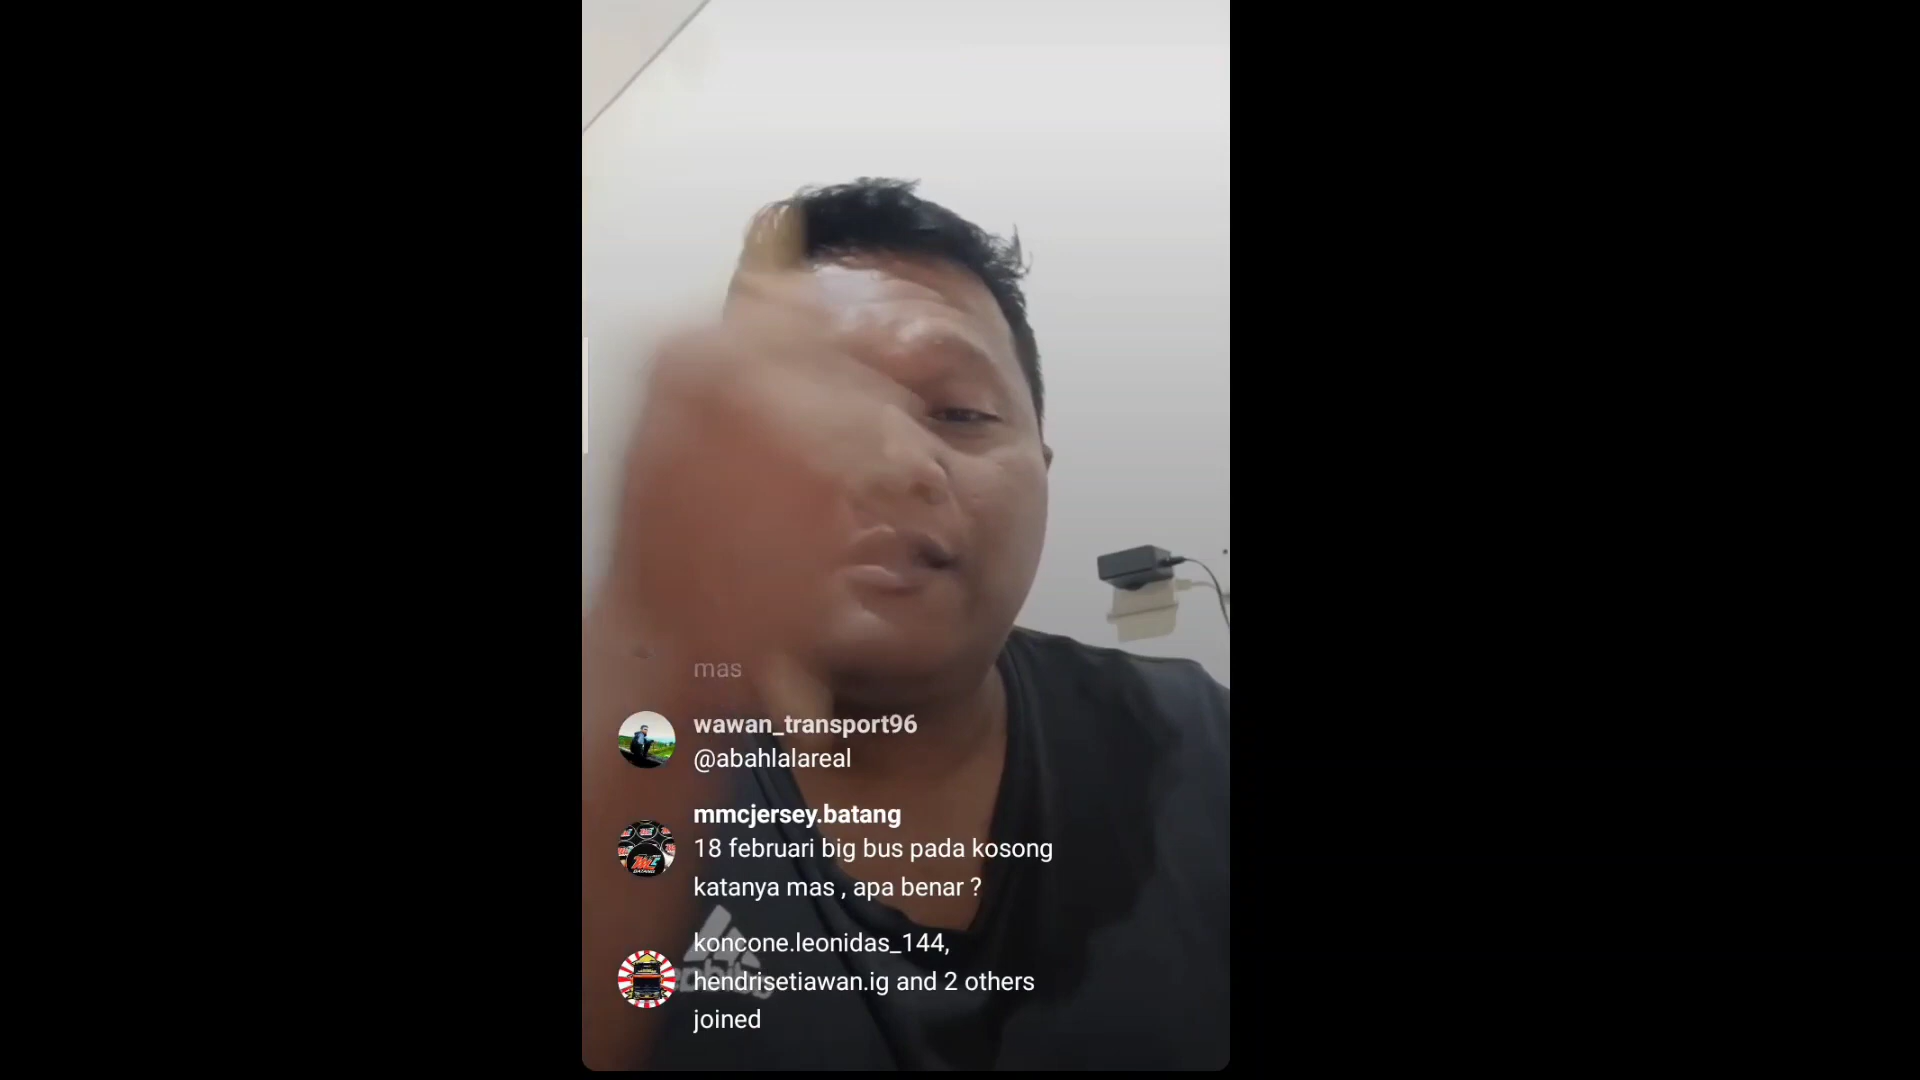 mas
wawan_transport96
@abahlalareal
mmcjersey.batang
18 februari big bus pada kosong
katanya mas , apa benar ?
koncone.leonidas_144,
hendrisetiawan.ig and 2 others
joined